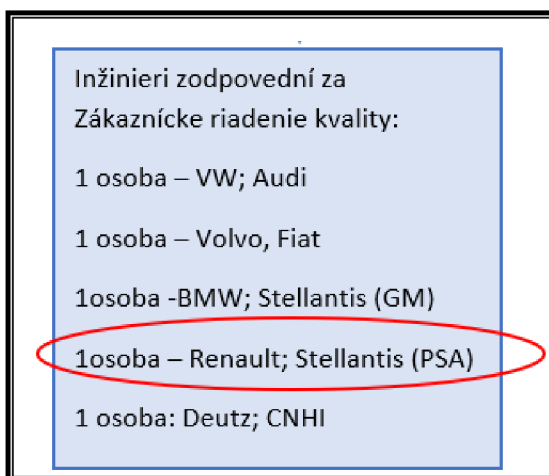 Inžinieri zodpovední za
Zákaznícke riadenie kvality:
1 osoba – VW; Audi
1 osoba – Volvo, Fiat
1osoba -BMW; Stellantis (GM)
1osoba – Renault; Stellantis (PSA)
1 osoba: Deutz; CNHI